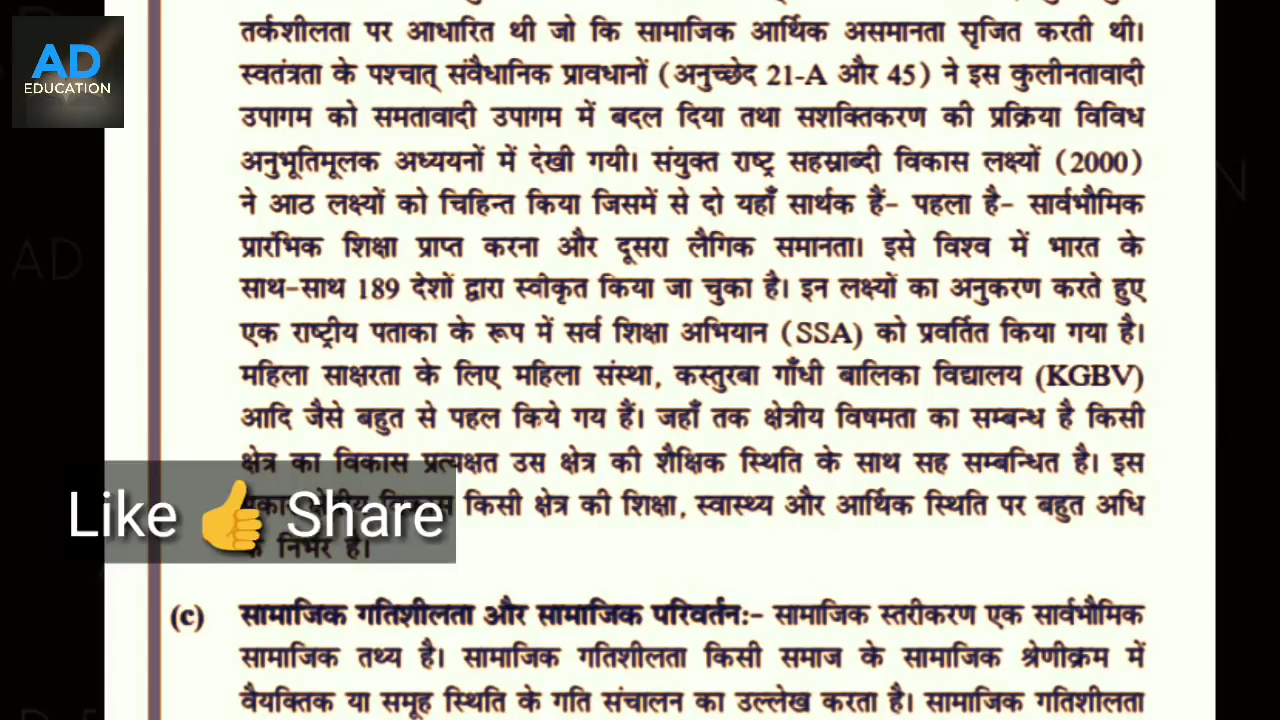 AD
EDUCATION
तर्कशीलता पर आधारित थी जो कि सामाजिक आर्थिक असमानता सृजित करती थी।
स्वतंत्रता के पश्चात् संवैधानिक प्रावधानों (अनुच्छेद 21-A और 45) ने इस कुलीनतावादी
उपागम को समतावादी उपागम में बदल दिया तथा सशक्तिकरण की प्रक्रिया विविध
अनुभूतिमूलक अध्ययनों में देखी गयी। संयुक्त राष्ट्र सहस्राब्दी विकास लक्ष्यों (2000)
ने आठ लक्ष्यों को चिहिन्त किया जिसमें से दो यहाँ सार्थक हैं- पहला है- सार्वभौमिक
प्रारंभिक शिक्षा प्राप्त करना और दूसरा लैगिक समानता। इसे विश्व में भारत के
साथ-साथ 189 देशों द्वारा स्वीकृत किया जा चुका है। इन लक्ष्यों का अनुकरण करते हुए
एक राष्ट्रीय पताका के रूप में सर्व शिक्षा अभियान (SSA) को प्रवर्तित किया गया है।
महिला साक्षरता के लिए महिला संस्था, कस्तुरबा गाँधी बालिका विद्यालय (KGBV)
आदि जैसे बहुत से पहल किये गय हैं। जहाँ तक क्षेत्रीय विषमता का सम्बन्ध है किसी
क्षेत्र का विकास प्रत्यक्षत उस क्षेत्र की शैक्षिक स्थिति के साथ सह सम्बन्धित है। इस
किसी क्षेत्र की शिक्षा, स्वास्थ्य और आर्थिक स्थिति पर बहुत अधि
निर्भर है।
Like 👍 Share
(c) सामाजिक गतिशीलता और सामाजिक परिवर्तन:- सामाजिक स्तरीकरण एक सार्वभौमिक
सामाजिक तथ्य है। सामाजिक गतिशीलता किसी समाज के सामाजिक श्रेणीक्रम में
वैयक्तिक या समूह स्थिति के गति संचालन का उल्लेख करता है। सामाजिक गतिशीलता